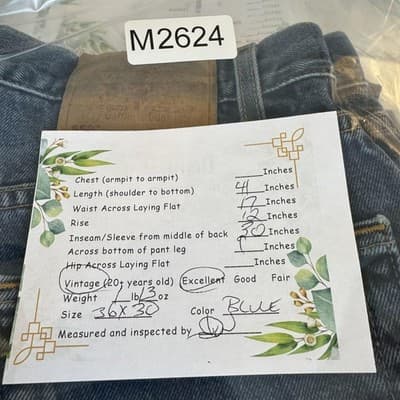 M2624
Chest (armpit to armpit) ___ Inches
Length (shoulder to bottom) 41 Inches
Waist Across Laying Flat 17 Inches
Rise 12 Inches
Inseam/Sleeve from middle of back 30 Inches
Across bottom of pant leg Inches
Hip Across Laying Flat ___ Inches
Vintage (20+ years old) Excellent Good Fair
Weight 1 lb 13 oz
Size 36X30 Color BLUE
Measured and inspected by